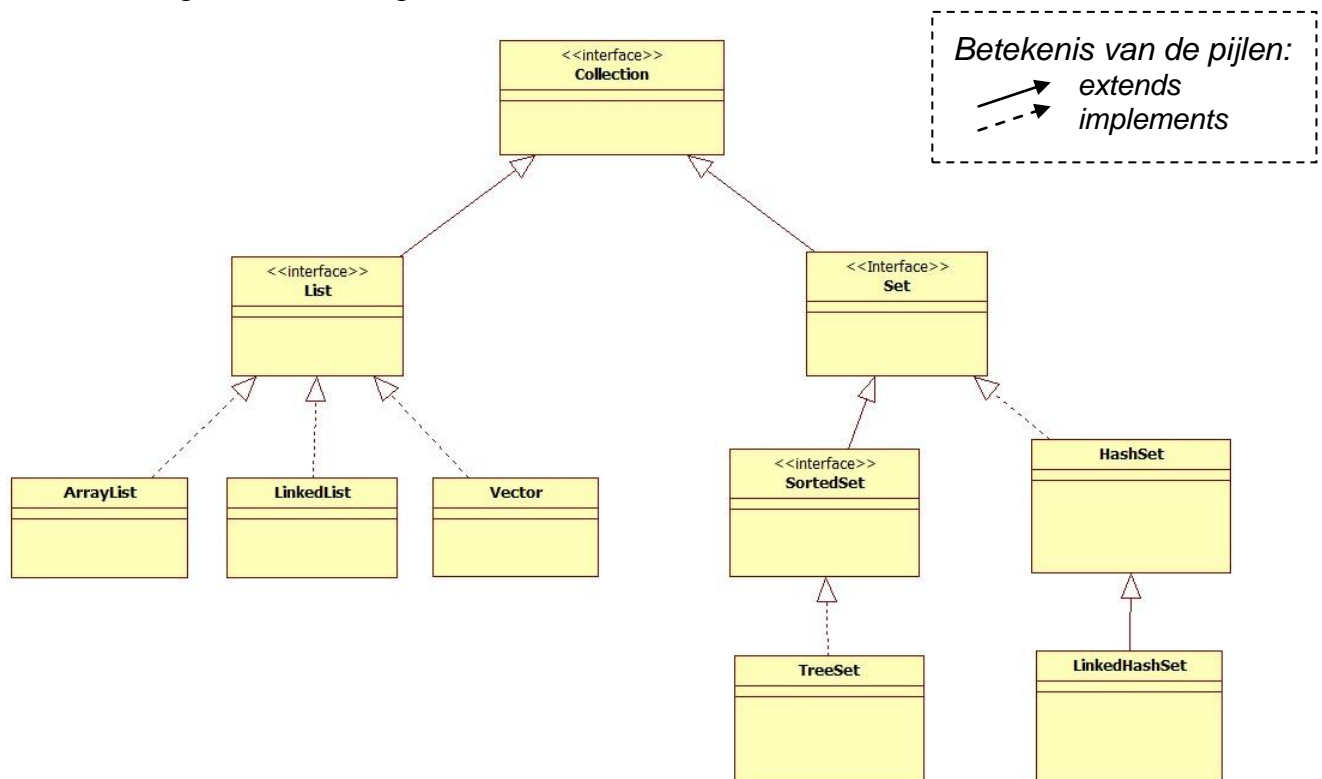 Betekenis van de pijlen:
extends
implements
<<interface>>
Collection
<<interface>>
List
<<Interface>>
Set
ArrayList
LinkedList
Vector
<<interface>>
SortedSet
HashSet
TreeSet
LinkedHashSet